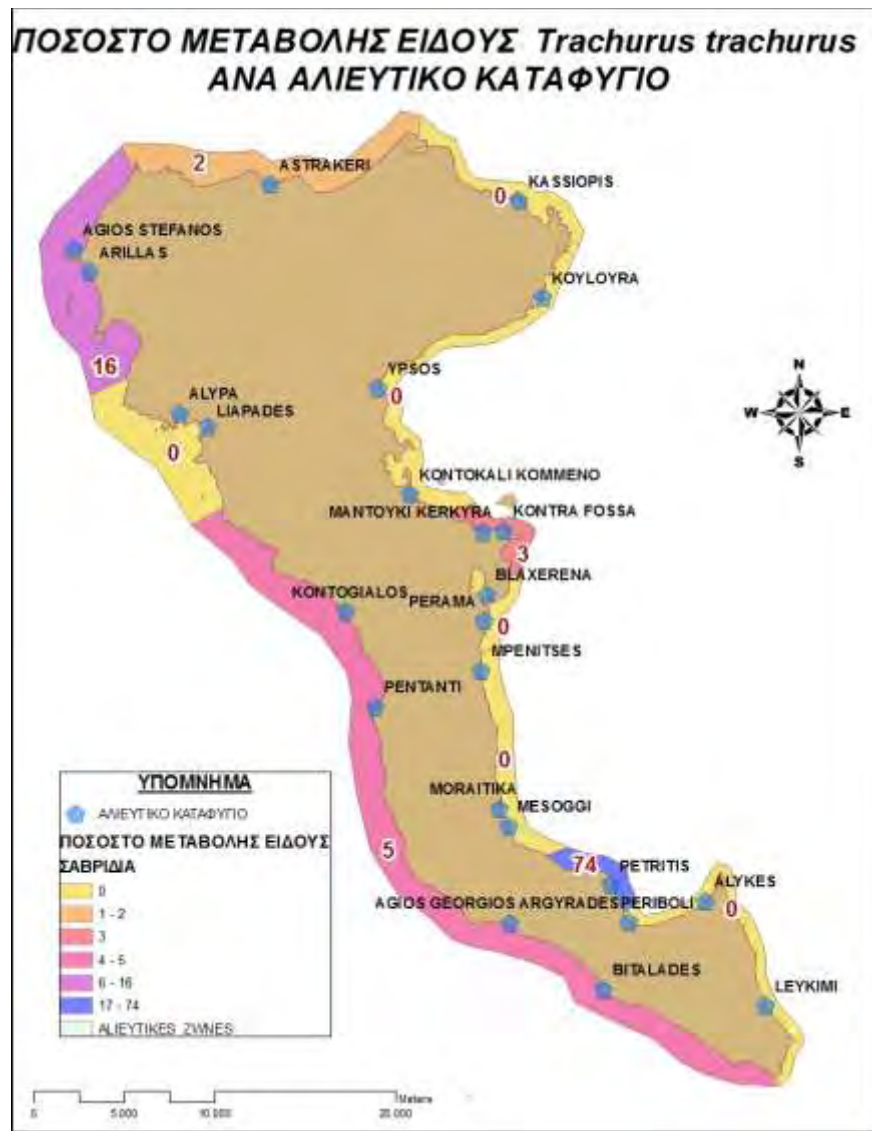 ΠΟΣΟΣΤΟ ΜΕΤΑΒΟΛΗΣ ΕΙΔΟΥΣ Trachurus trachurus
ΑΝΑ ΑΛΙΕΥΤΙΚΟ ΚΑΤΑΦΥΓΙΟ
2
ASTRAKERI
KASSIOPIS
0
AGIOS STEFANOS
ARILLAS
KOYLOYRA
16
YPSOS
0
N
W E
S
ALYPA
LIAPADES
0
KONTOKALI KOMMENO
MANTOYKI KERKYRA
KONTRA FOSSA
3
BLAXERENA
KONTOGIALOS
PERAMA
0
MPENITSES
PENTANTI
0
MORAITIKA
MESOGGI
5
74
PETRITIS
ALYKES
0
AGIOS GEORGIOS ARGYRADES
PERIBOLI
BITALADES
LEYKIMI
ΥΠΟΜΝΗΜΑ
ΑΛΙΕΥΤΙΚΟ ΚΑΤΑΦΥΓΙΟ
ΠΟΣΟΣΤΟ ΜΕΤΑΒΟΛΗΣ ΕΙΔΟΥΣ
ΣΑΒΡΙΔΙΑ
0
1 - 2
3
4 - 5
6 - 16
17 - 74
ALIEYTIKES_ZWNES
0 5.000 10.000 20.000
Meters